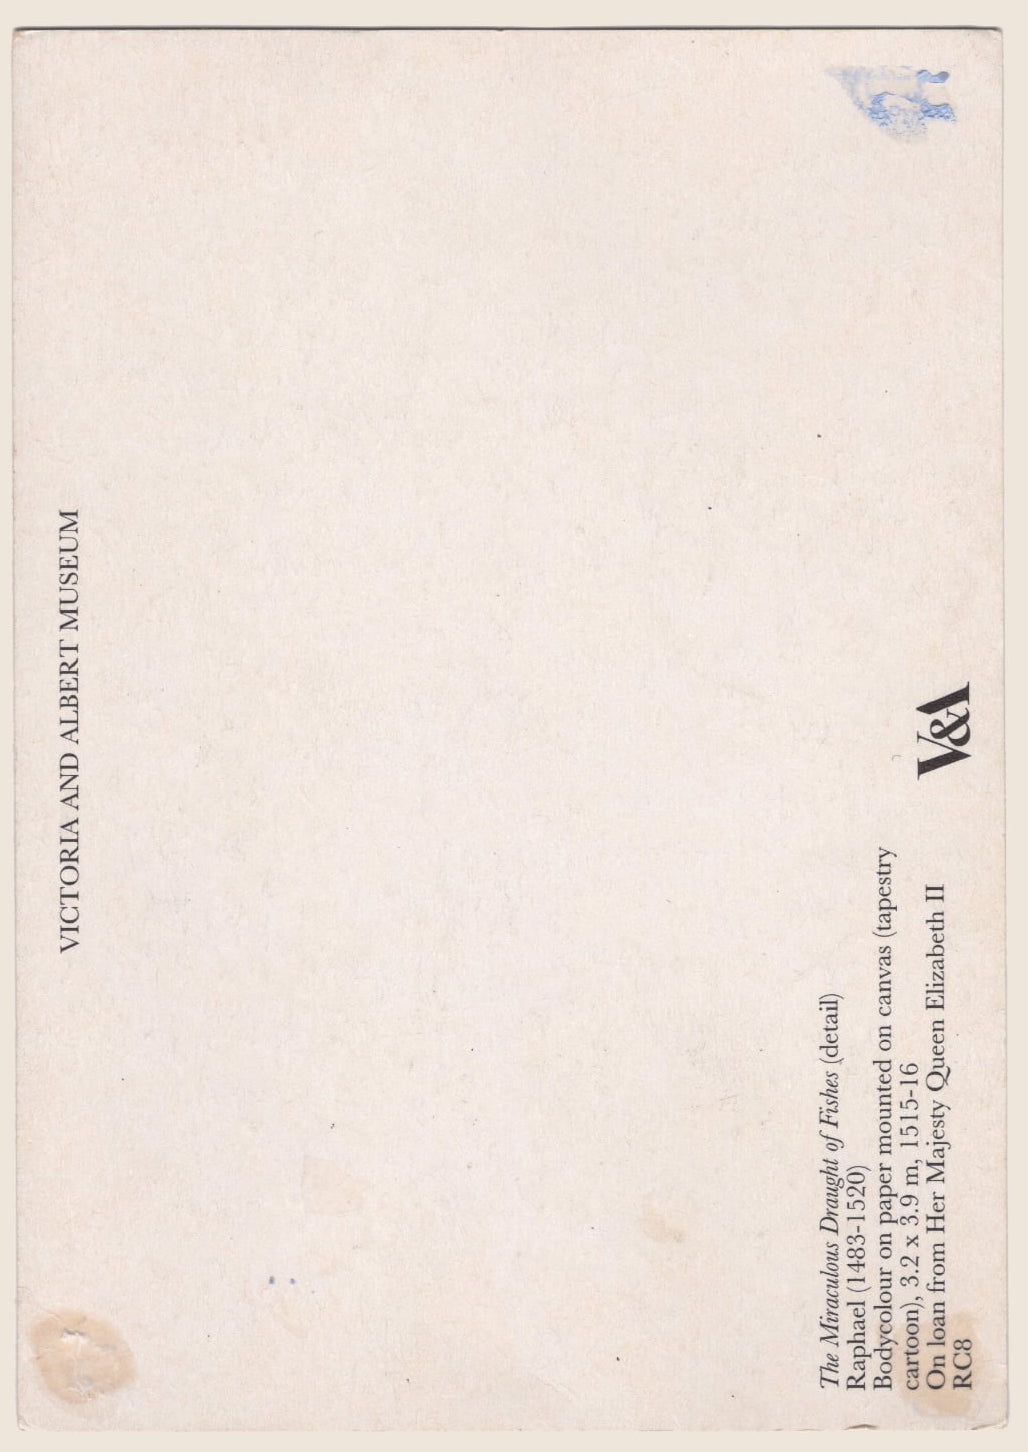 VICTORIA AND ALBERT MUSEUM
The Miraculous Draught of Fishes (detail)
Raphael (1483-1520)
Bodycolour on paper mounted on canvas (tapestry
cartoon), 3.2 x 3.9 m, 1515-16
On loan from Her Majesty Queen Elizabeth II
RC8
V&A